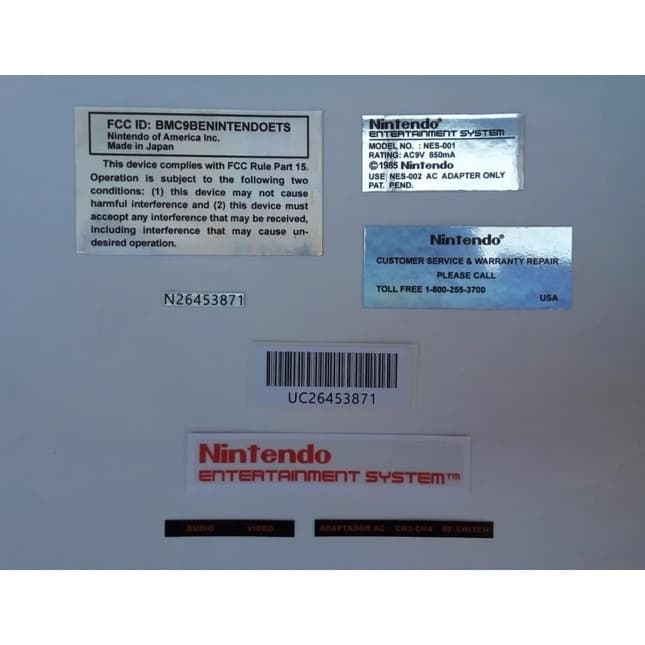 FCC ID: BMC9BENINTENDOETS
Nintendo of America Inc.
Made in Japan
This device complies with FCC Rule Part 15.
Operation is subject to the following two
conditions: (1) this device may not cause
harmful interference and (2) this device must
acceopt any interference that may be received,
including interference that may cause un-
desired operation.
Nintendo®
ENTERTAINMENT SYSTEM
MODEL NO. : NES-001
RATING: AC9V 850mA
©1985 Nintendo
USE NES-002 AC ADAPTER ONLY
PAT. PEND.
Nintendo®
CUSTOMER SERVICE & WARRANTY REPAIR
PLEASE CALL
TOLL FREE 1-800-255-3700
USA
N26453871
UC26453871
Nintendo
ENTERTAINMENT SYSTEM™
AUDIO VIDEO
ADAPTADOR AC CH3-CH4 RF SWITCH